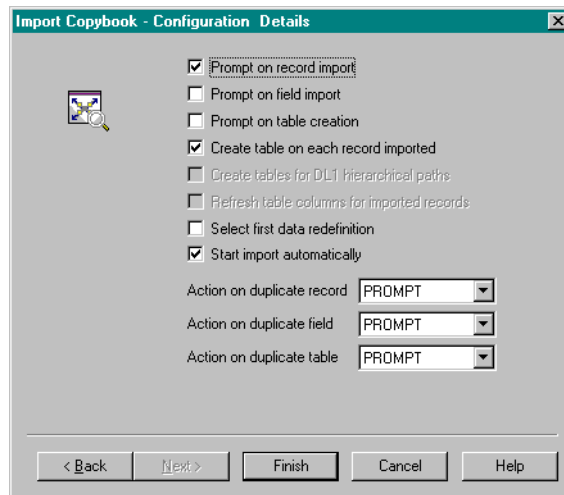 Import Copybook - Configuration Details
Prompt on record import
Prompt on field import
Prompt on table creation
Create table on each record imported
Create tables for DL1 hierarchical paths
Refresh table columns for imported records
Select first data redefinition
Start import automatically
Action on duplicate record PROMPT
Action on duplicate field PROMPT
Action on duplicate table PROMPT
< Back Next > Finish Cancel Help